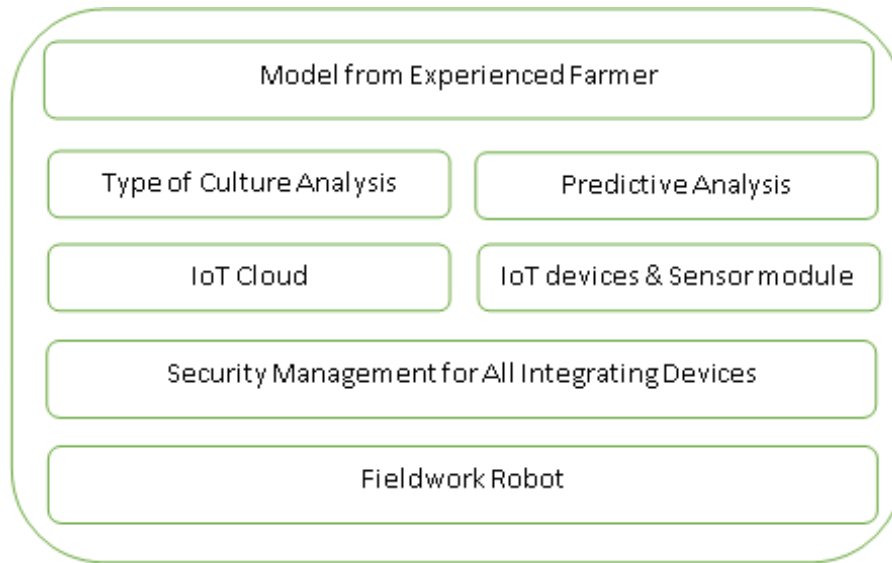 Model from Experienced Farmer
Type of Culture Analysis
Predictive Analysis
IoT Cloud
IoT devices & Sensor module
Security Management for All Integrating Devices
Fieldwork Robot